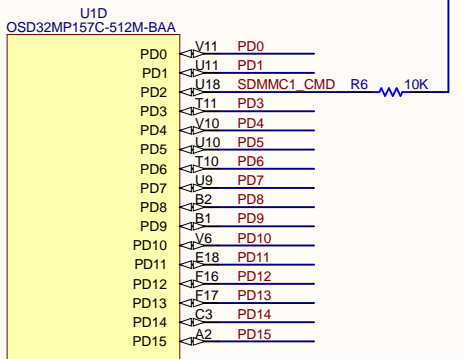 U1D
OSD32MP157C-512M-BAA
PD0 V11 PD0
PD1 U11 PD1
PD2 U18 SDMMC1_CMD R6 10K
PD3 T11 PD3
PD4 V10 PD4
PD5 U10 PD5
PD6 T10 PD6
PD7 U9 PD7
PD8 B2 PD8
PD9 B1 PD9
PD10 V6 PD10
PD11 E18 PD11
PD12 F16 PD12
PD13 F17 PD13
PD14 C3 PD14
PD15 A2 PD15